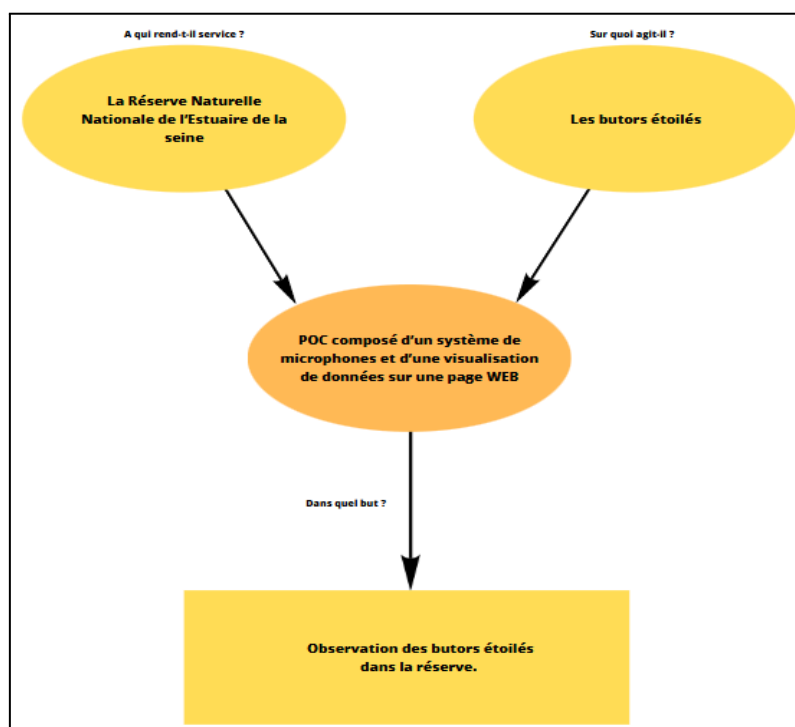 A qui rend-t-il service ?
Sur quoi agit-il ?
La Réserve Naturelle
Nationale de l'Estuaire de la
seine
Les butors étoilés
POC composé d'un système de
microphones et d'une visualisation
de données sur une page WEB
Dans quel but ?
Observation des butors étoilés
dans la réserve.